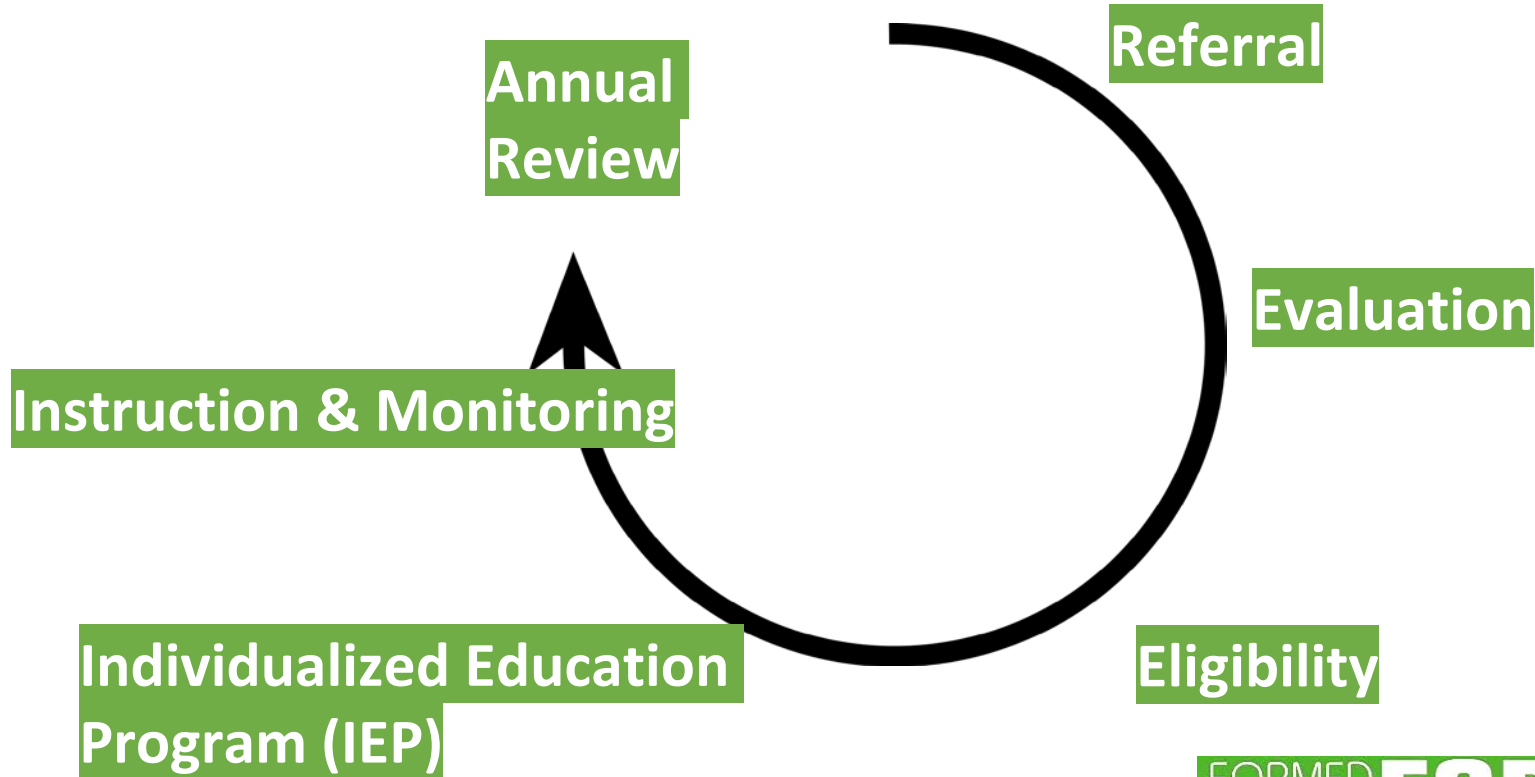 Referral
Annual
Review
Evaluation
Instruction & Monitoring
Individualized Education
Program (IEP)
Eligibility